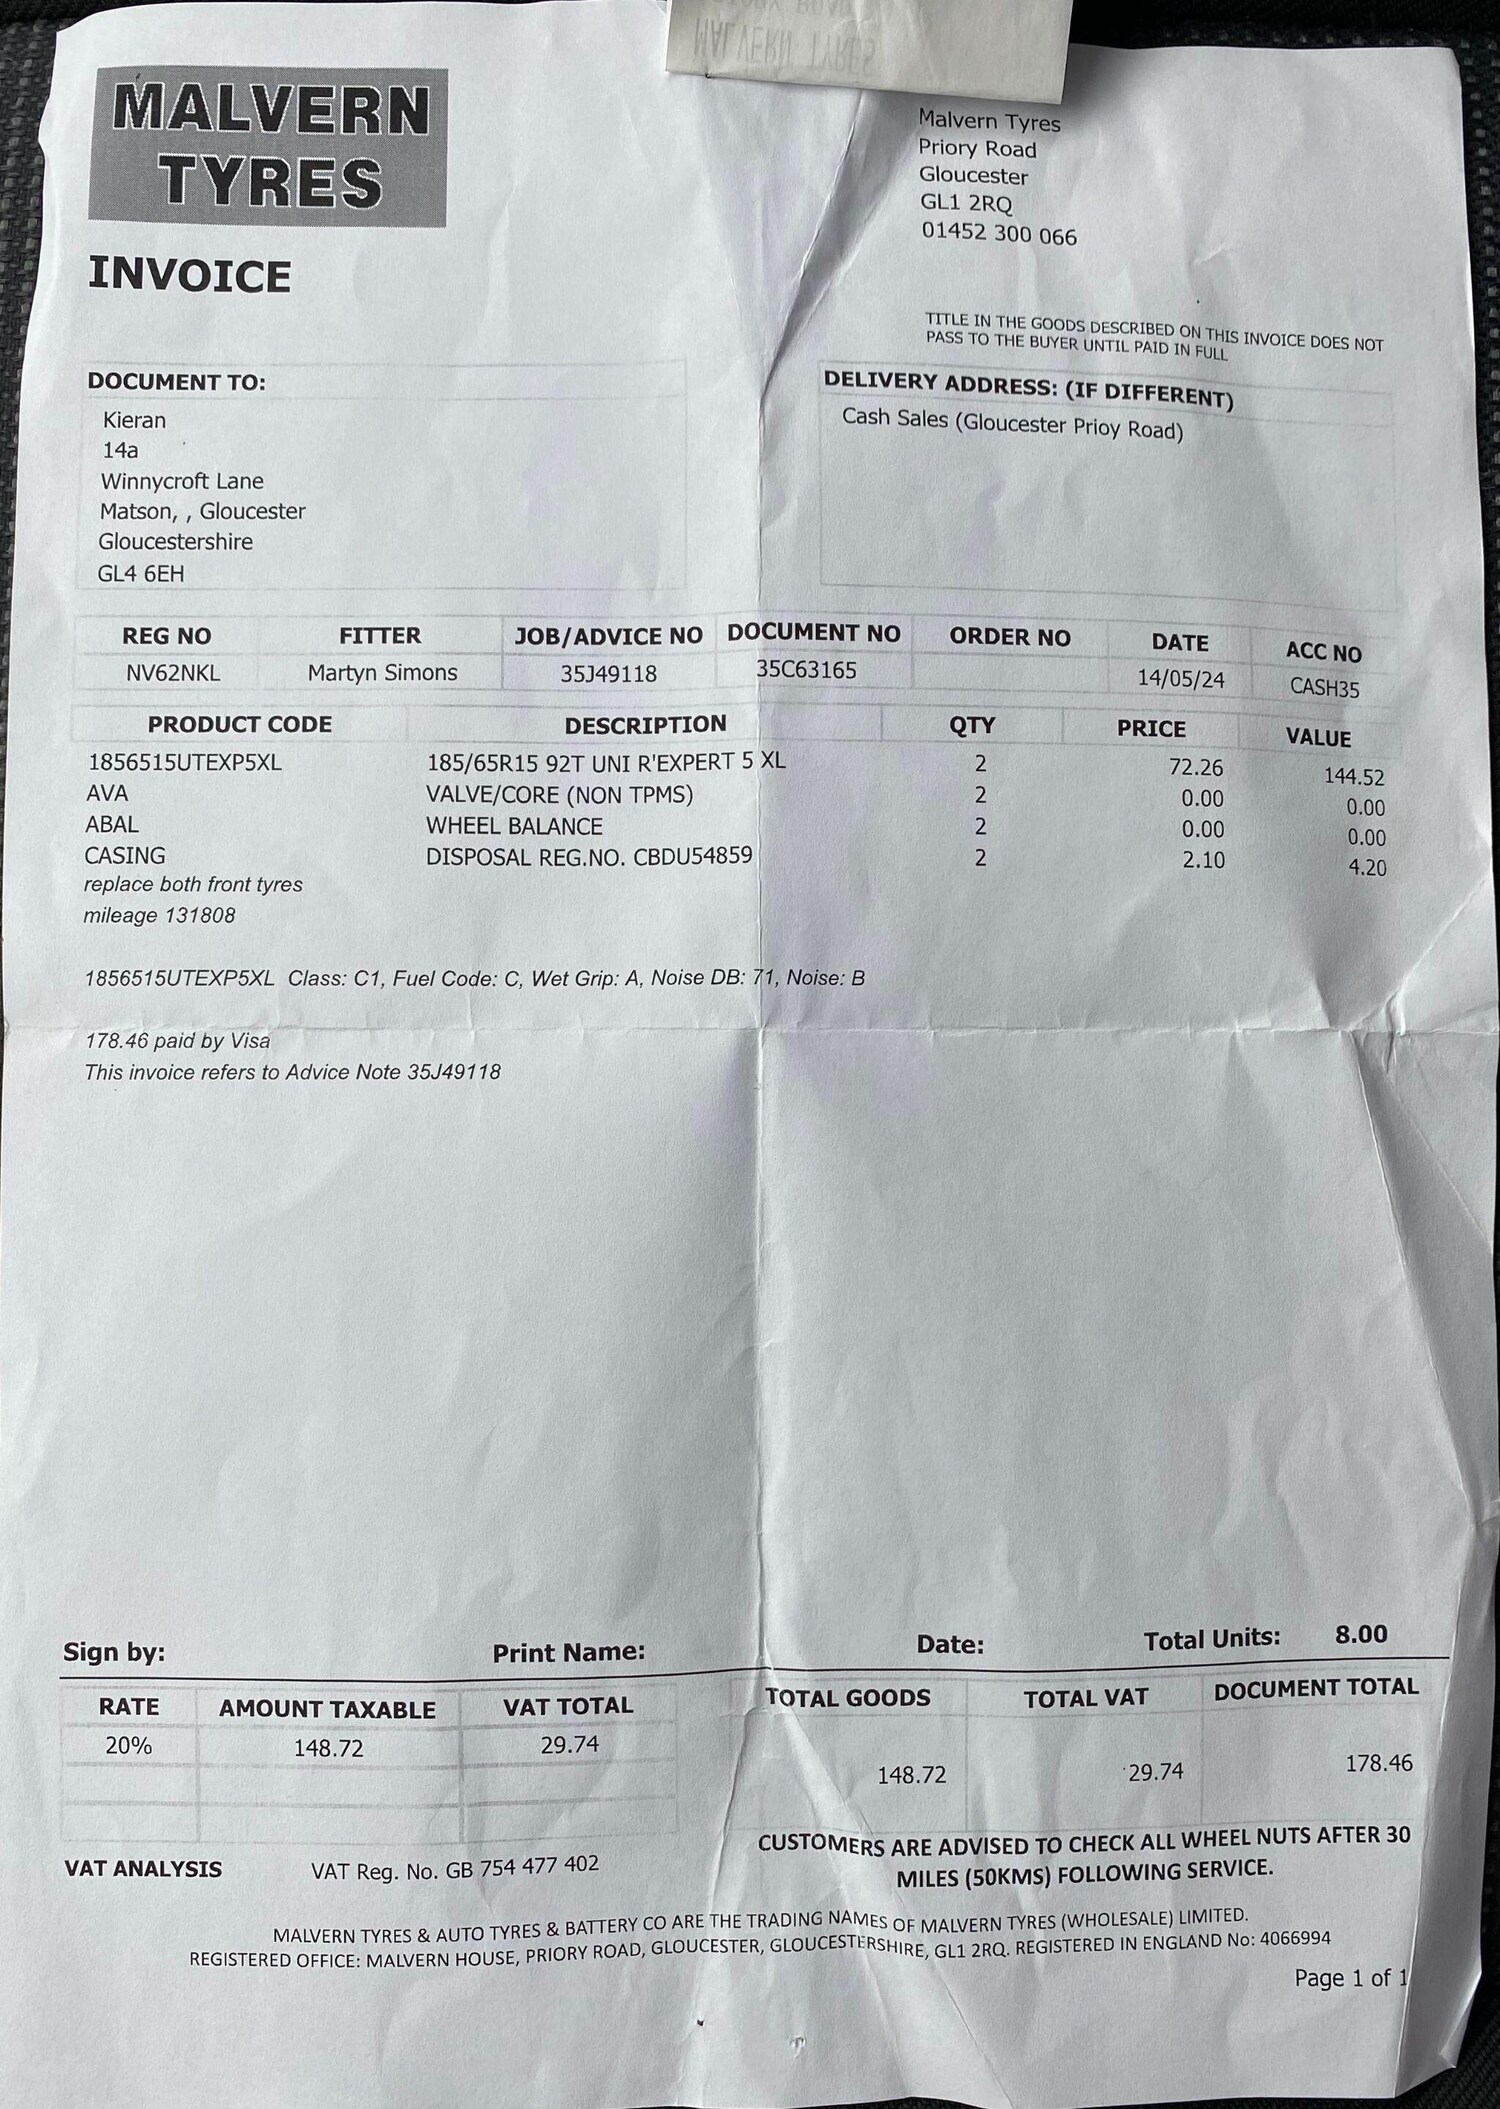 MALVERN TYRES
MALVERN
TYRES
INVOICE
Malvern Tyres
Priory Road
Gloucester
GL1 2RQ
01452 300 066
TITLE IN THE GOODS DESCRIBED ON THIS INVOICE DOES NOT
PASS TO THE BUYER UNTIL PAID IN FULL
DOCUMENT TO:
Kieran
14a
Winnycroft Lane
Matson, , Gloucester
Gloucestershire
GL4 6EH
DELIVERY ADDRESS: (IF DIFFERENT)
Cash Sales (Gloucester Prioy Road)
REG NO FITTER JOB/ADVICE NO DOCUMENT NO ORDER NO DATE ACC NO
NV62NKL Martyn Simons 35J49118 35C63165 14/05/24 CASH35
PRODUCT CODE DESCRIPTION QTY PRICE VALUE
1856515UTEXP5XL 185/65R15 92T UNI R'EXPERT 5 XL 2 72.26 144.52
AVA VALVE/CORE (NON TPMS) 2 0.00 0.00
ABAL WHEEL BALANCE 2 0.00 0.00
CASING DISPOSAL REG.NO. CBDU54859 2 2.10 4.20
replace both front tyres
mileage 131808
1856515UTEXP5XL Class: C1, Fuel Code: C, Wet Grip: A, Noise DB: 71, Noise: B
178.46 paid by Visa
This invoice refers to Advice Note 35J49118
Sign by: Print Name: Date: Total Units: 8.00
RATE AMOUNT TAXABLE VAT TOTAL
20% 148.72 29.74
TOTAL GOODS TOTAL VAT DOCUMENT TOTAL
148.72 29.74 178.46
VAT ANALYSIS VAT Reg. No. GB 754 477 402
CUSTOMERS ARE ADVISED TO CHECK ALL WHEEL NUTS AFTER 30
MILES (50KMS) FOLLOWING SERVICE.
MALVERN TYRES & AUTO TYRES & BATTERY CO ARE THE TRADING NAMES OF MALVERN TYRES (WHOLESALE) LIMITED.
REGISTERED OFFICE: MALVERN HOUSE, PRIORY ROAD, GLOUCESTER, GLOUCESTERSHIRE, GL1 2RQ. REGISTERED IN ENGLAND No: 4066994
Page 1 of 1